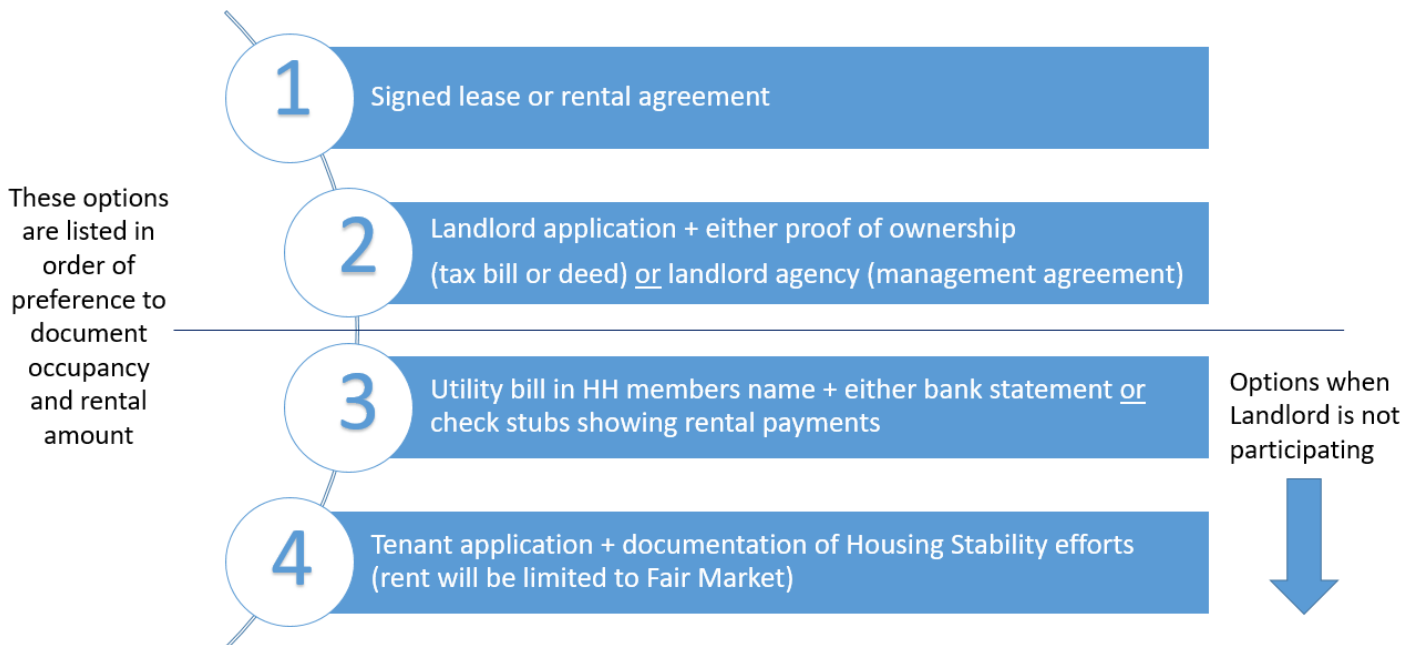 These options
are listed in
order of
preference to
document
occupancy
and rental
amount
1
Signed lease or rental agreement
2
Landlord application + either proof of ownership
(tax bill or deed) or landlord agency (management agreement)
3
Utility bill in HH members name + either bank statement or
check stubs showing rental payments
4
Tenant application + documentation of Housing Stability efforts
(rent will be limited to Fair Market)
Options when
Landlord is not
participating